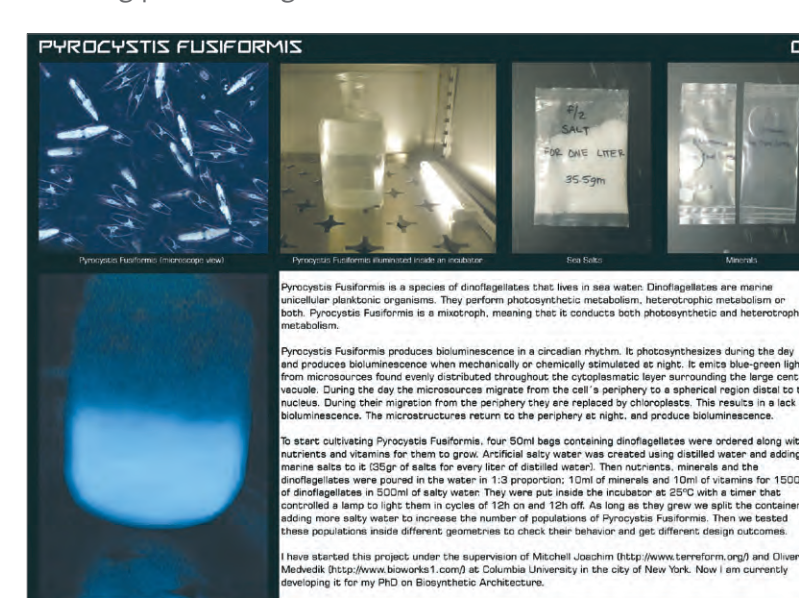 PYROCYSTIS FUSIFORMIS
F/2
SALT
FOR ONE LITER
35.5gm
Pyrocystis Fusiformis (microscope view)
Pyrocystis Fusiformis illuminated inside an incubator
Sea Salts
Minerals
Pyrocystis Fusiformis is a species of dinoflagellates that lives in sea water. Dinoflagellates are marine
unicellular planktonic organisms. They perform photosynthetic metabolism, heterotrophic metabolism or
both. Pyrocystis Fusiformis is a mixotroph, meaning that it conducts both photosynthetic and heterotroph
metabolism.
Pyrocystis Fusiformis produces bioluminescence in a circadian rhythm. It photosynthesizes during the day
and produces bioluminescence when mechanically or chemically stimulated at night. It emits blue-green ligh
from microsources found evenly distributed throughout the cytoplasmatic layer surrounding the large cent
vacuole. During the day the microsources migrate from the cell's periphery to a spherical region distal to t
nucleus. During their migration from the periphery they are replaced by chloroplasts. This results in a lack
bioluminescence. The microstructures return to the periphery at night, and produce bioluminescence.
To start cultivating Pyrocystis Fusiformis, four 50ml bags containing dinoflagellates were ordered along wit
nutrients and vitamins for them to grow. Artificial salty water was created using distilled water and adding
marine salts to it (35gr of salts for every liter of distilled water). Then nutrients, minerals and the
dinoflagellates were poured in the water in 1:3 proportion; 10ml of minerals and 10ml of vitamins for 1500
of dinoflagellates in 500ml of salty water. They were put inside the incubator at 25ºC with a timer that
controlled a lamp to light them in cycles of 12h on and 12h off. As long as they grew we split the container
adding more salty water to increase the number of populations of Pyrocystis Fusiformis. Then we tested
these populations inside different geometries to check their behavior and get different design outcomes.
I have started this project under the supervision of Mitchell Joachim (http://www.terreform.org/) and Oliver
Medvedik (http://www.bioworks1.com/) at Columbia University in the city of New York. Now I am currently
developing it for my PhD on Biosynthetic Architecture.